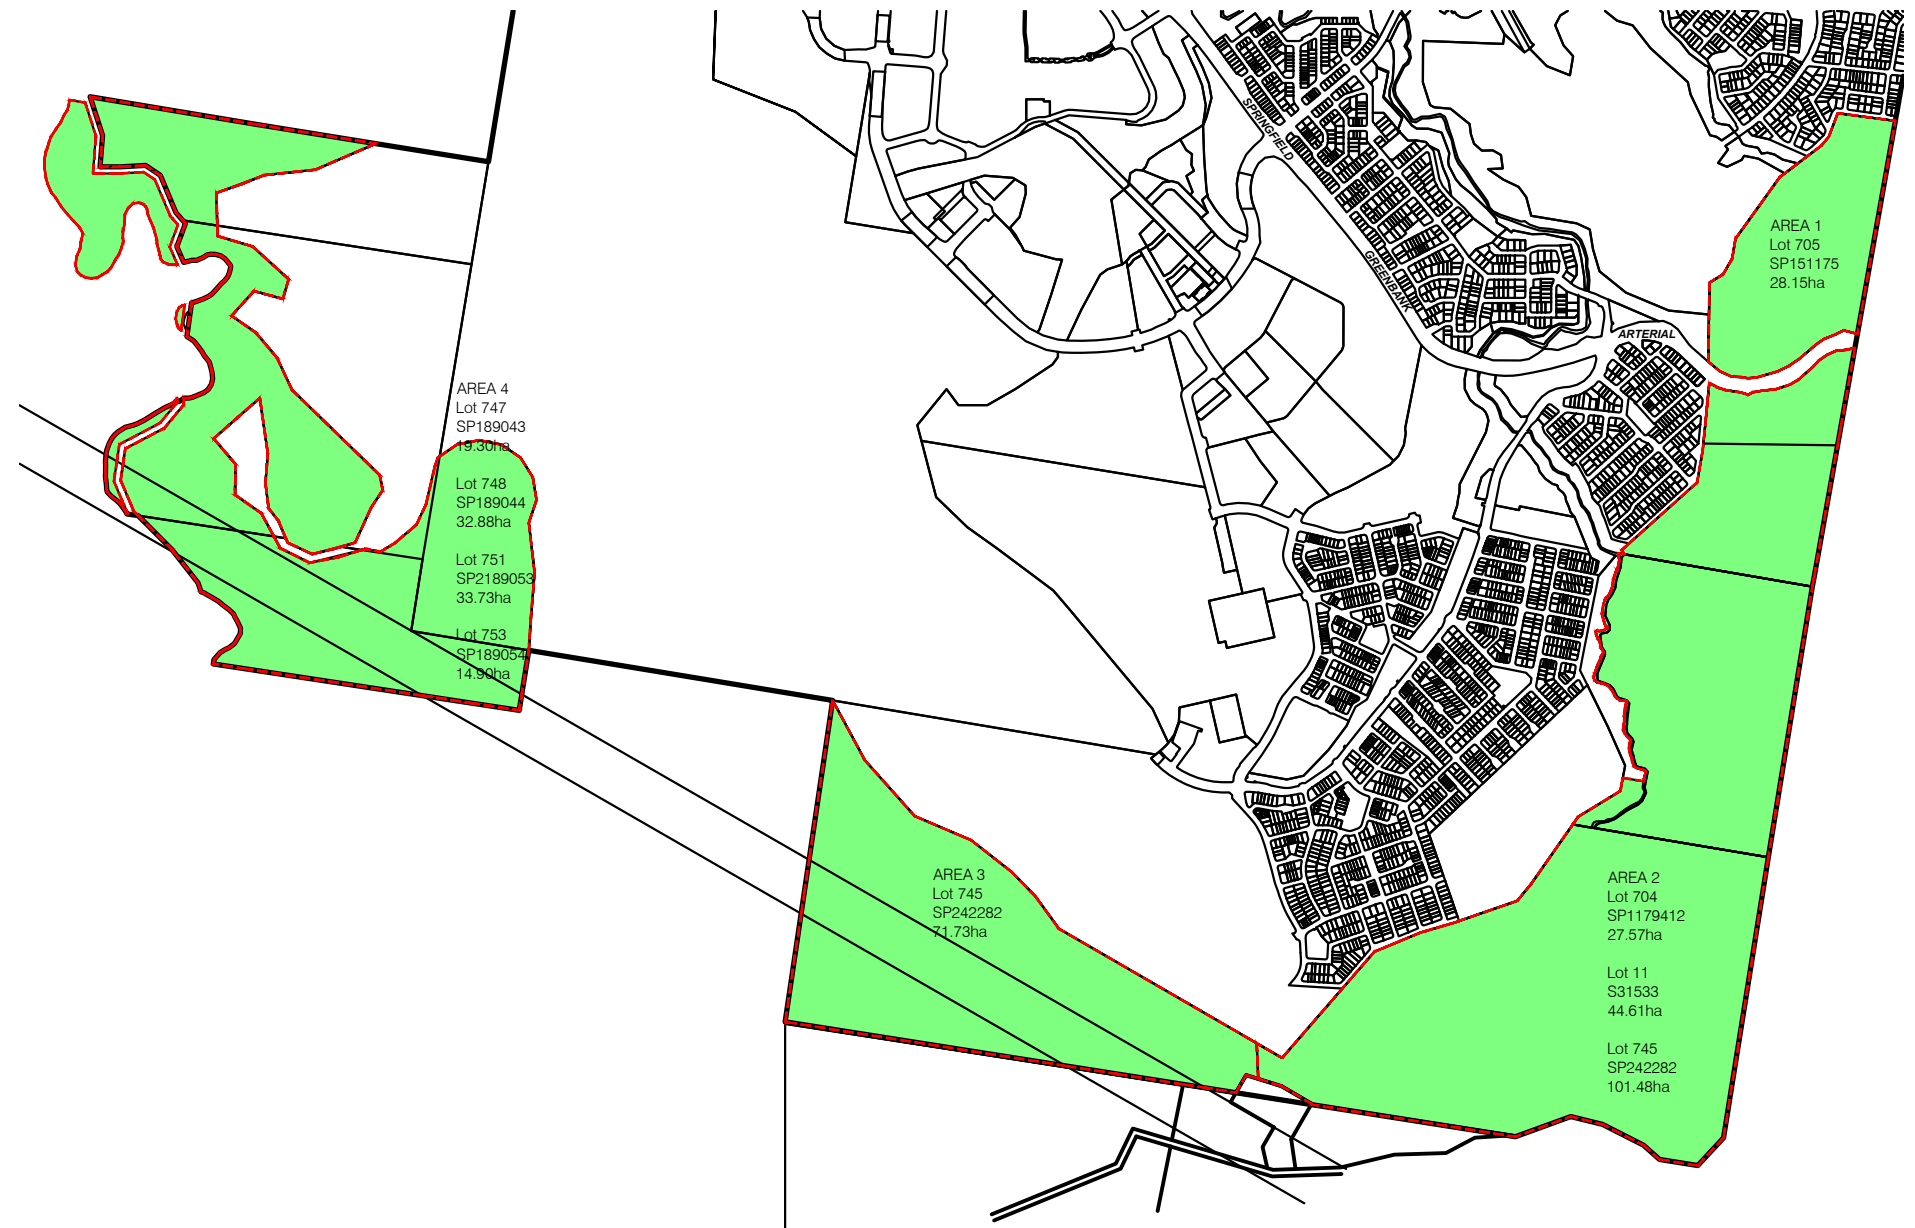 SPRINGFIELD
GREENBANK
ARTERIAL
AREA 1
Lot 705
SP151175
28.15ha
AREA 4
Lot 747
SP189043
19.30ha
Lot 748
SP189044
32.88ha
Lot 751
SP2189053
33.73ha
Lot 753
SP189054
14.90ha
AREA 3
Lot 745
SP242282
71.73ha
AREA 2
Lot 704
SP1179412
27.57ha
Lot 11
S31533
44.61ha
Lot 745
SP242282
101.48ha